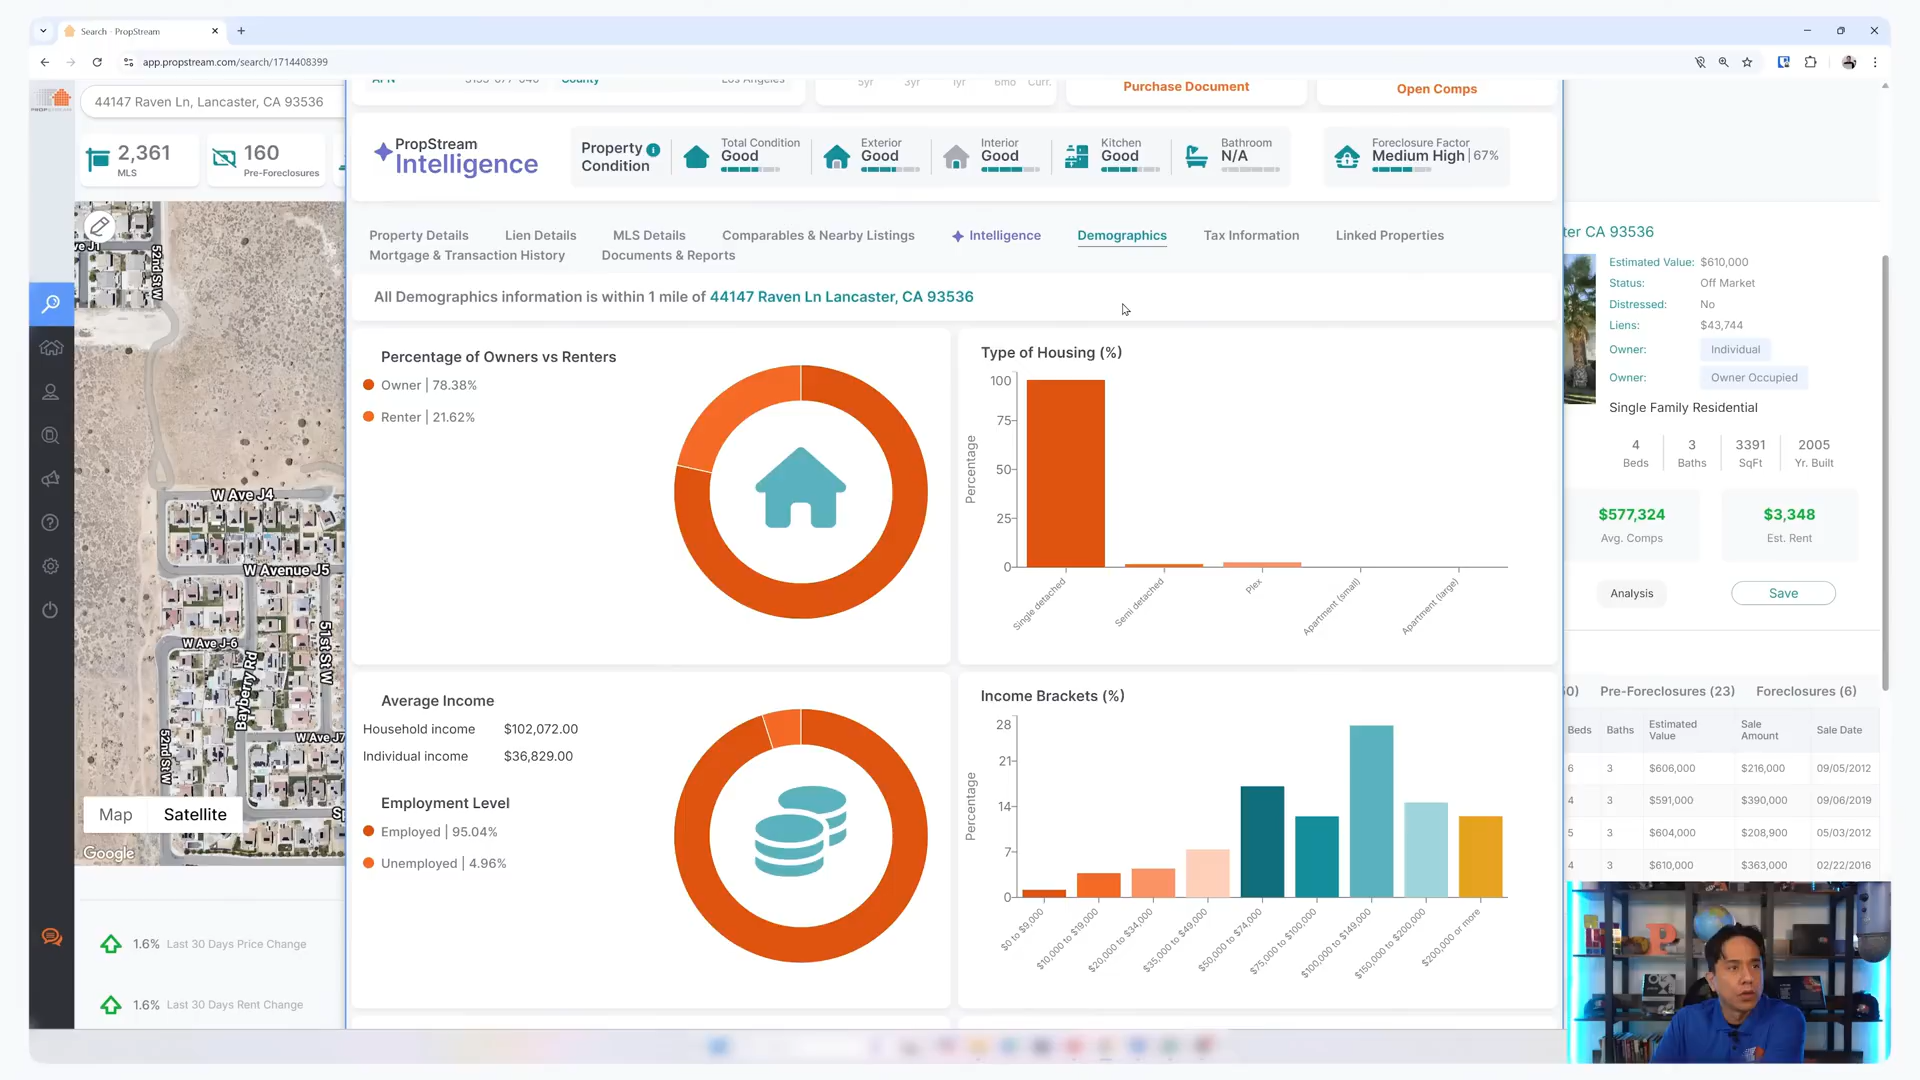 Search - PropStream
app.propstream.com/search/1714408399
44147 Raven Ln, Lancaster, CA 93536
2,361
MLS
160
Pre-Foreclosures
County
Los Angeles
5yr 3yr 1yr 6mo Curr.
Purchase Document
Open Comps
PropStream
Intelligence
Property
Condition
Total Condition
Good
Exterior
Good
Interior
Good
Kitchen
Good
Bathroom
N/A
Foreclosure Factor
Medium High | 67%
Property Details Lien Details MLS Details Comparables & Nearby Listings Intelligence Demographics Tax Information Linked Properties
Mortgage & Transaction History Documents & Reports
All Demographics information is within 1 mile of 44147 Raven Ln Lancaster, CA 93536
Percentage of Owners vs Renters
Owner | 78.38%
Renter | 21.62%
Type of Housing (%)
Percentage
100
75
50
25
0
Single detached
Semi detached
Plex
Apartment (small)
Apartment (large)
Average Income
Household income $102,072.00
Individual income $36,829.00
Employment Level
Employed | 95.04%
Unemployed | 4.96%
Income Brackets (%)
Percentage
28
21
14
7
0
$0 to $9,000
$10,000 to $19,000
$20,000 to $34,000
$35,000 to $49,000
$50,000 to $74,000
$75,000 to $100,000
$100,000 to $149,000
$150,000 to $200,000
$200,000 or more
52nd St W
W Ave J4
W Avenue J5
51st St W
W Ave J-6
Bayberry Rd
W Ave J7
52nd St W
Map Satellite
Google
1.6% Last 30 Days Price Change
1.6% Last 30 Days Rent Change
ter CA 93536
Estimated Value: $610,000
Status: Off Market
Distressed: No
Liens: $43,744
Owner: Individual
Owner: Owner Occupied
Single Family Residential
4 3 3391 2005
Beds Baths SqFt Yr. Built
$577,324
Avg. Comps
$3,348
Est. Rent
Analysis
Save
Pre-Foreclosures (23) Foreclosures (6)
Beds Baths Estimated Value Sale Amount Sale Date
6 3 $606,000 $216,000 09/05/2012
4 3 $591,000 $390,000 09/06/2019
5 3 $604,000 $208,900 05/03/2012
4 3 $610,000 $363,000 02/22/2016